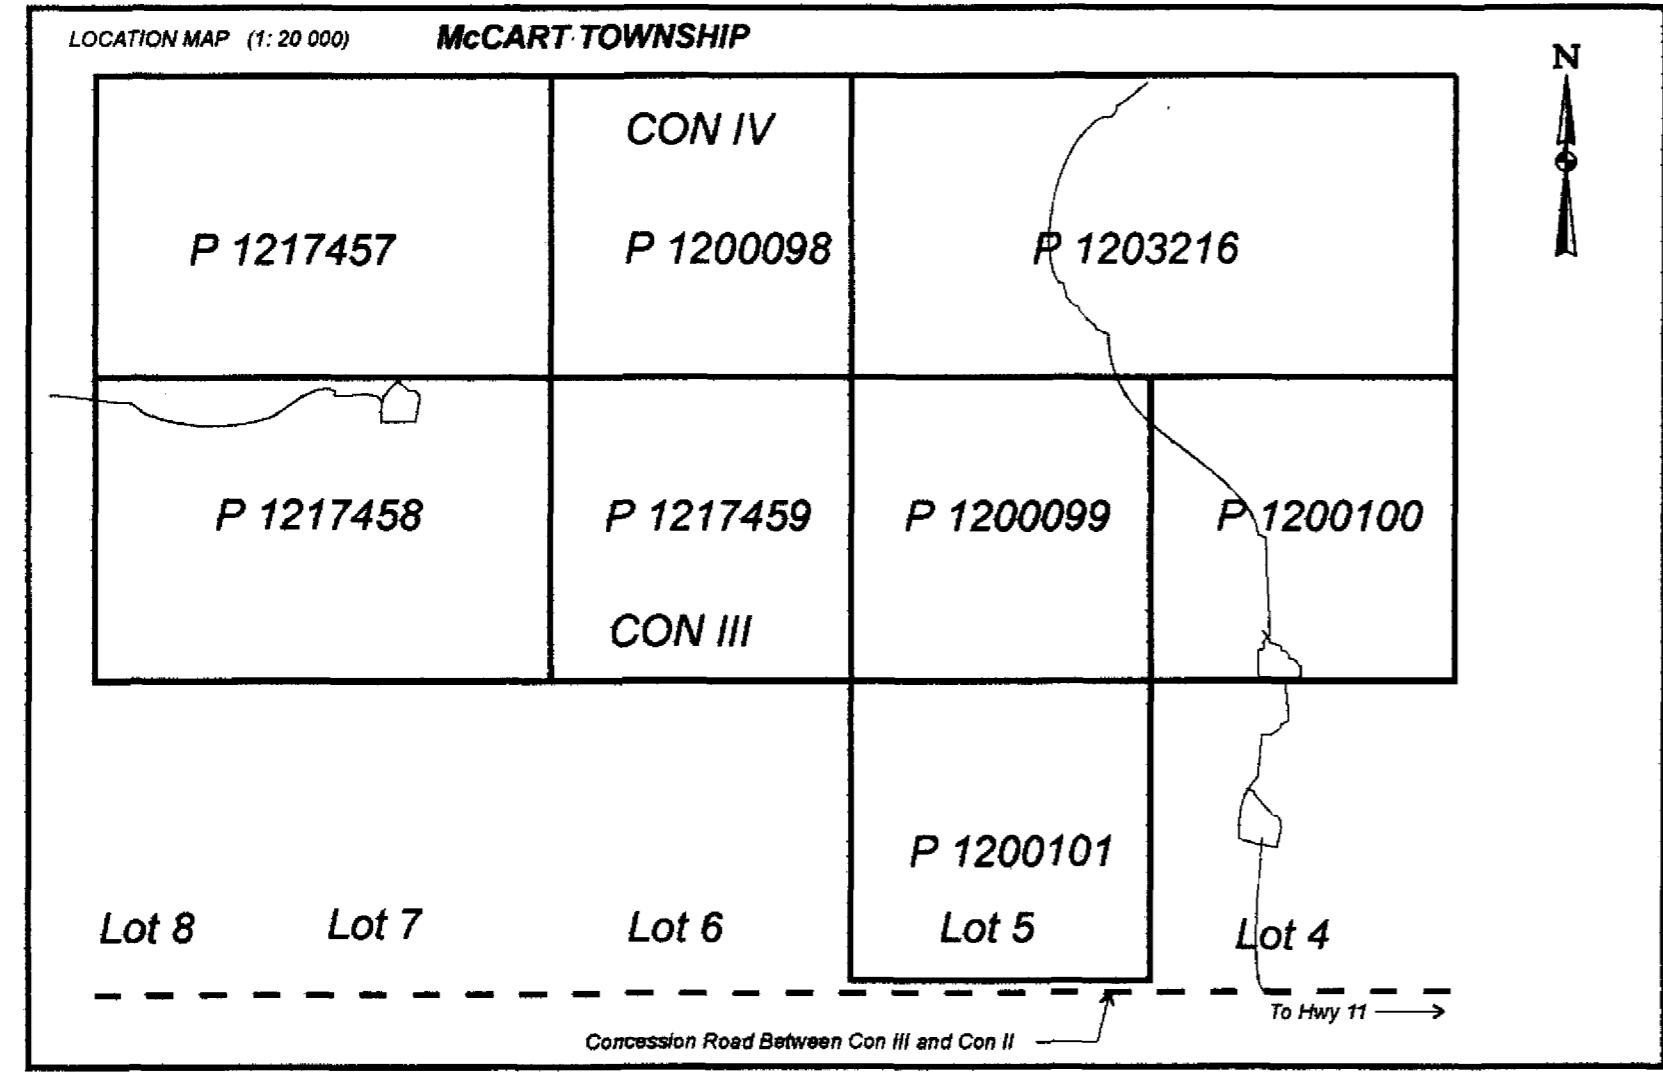 LOCATION MAP (1: 20 000) McCART TOWNSHIP
N
CON IV
P 1217457 P 1200098 P 1203216
P 1217458 P 1217459 P 1200099 P 1200100
CON III
P 1200101
Lot 8 Lot 7 Lot 6 Lot 5 Lot 4
To Hwy 11
Concession Road Between Con III and Con II